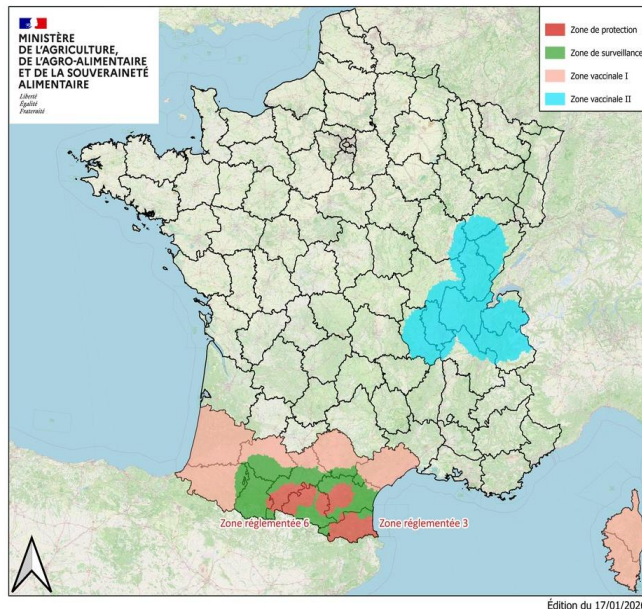 MINISTÈRE
DE L'AGRICULTURE,
DE L'AGRO-ALIMENTAIRE
ET DE LA SOUVERAINETÉ
ALIMENTAIRE
Liberté
Égalité
Fraternité
Zone de protection
Zone de surveillance
Zone vaccinale I
Zone vaccinale II
Zone réglementée 6
Zone réglementée 3
Édition du 17/01/2026